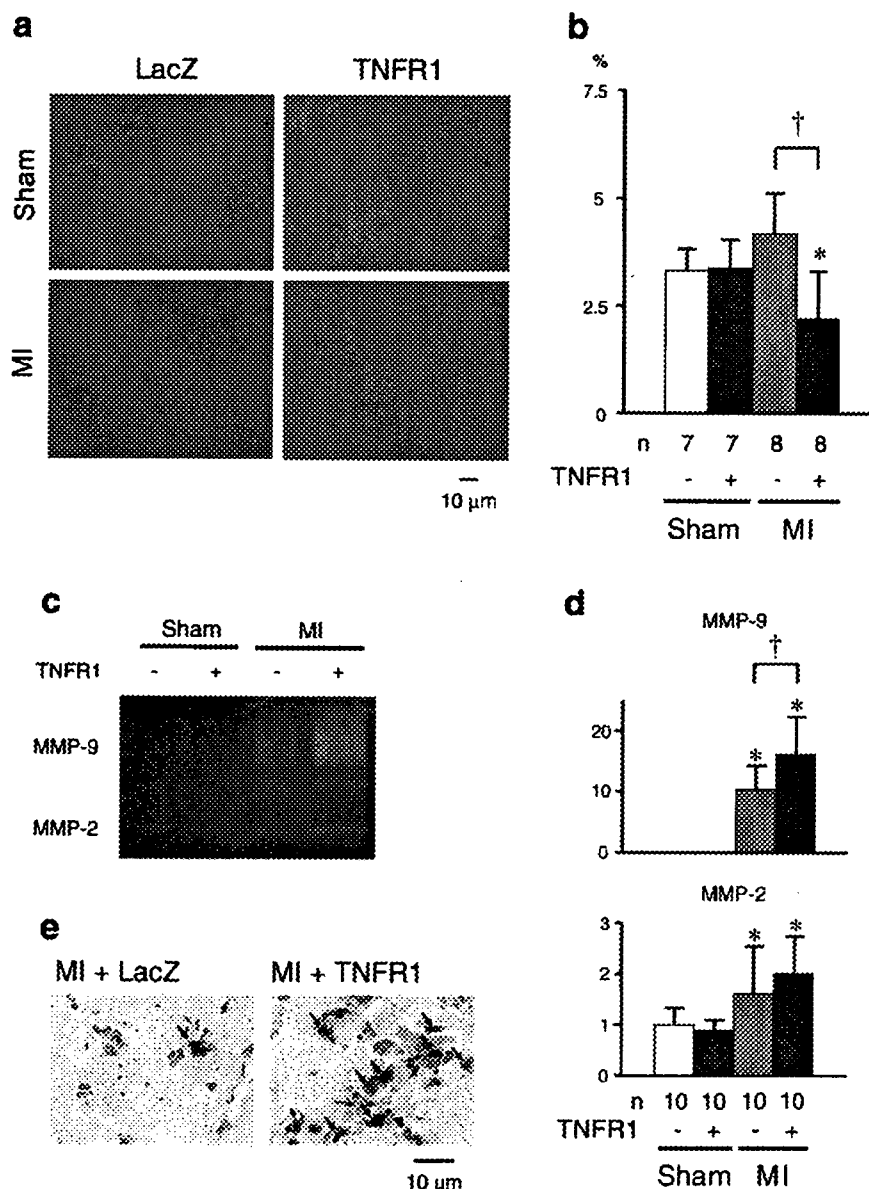 a
LacZ TNFR1
Sham
MI
10 µm
b
%
7.5
†
5
*
2.5
0
n 7 7 8 8
TNFR1 - + - +
Sham MI
c
Sham MI
TNFR1 - + - +
MMP-9
MMP-2
d
MMP-9
†
*
20
*
10
0
MMP-2
3
* *
2
1
0
n 10 10 10 10
TNFR1 - + - +
Sham MI
e
MI + LacZ MI + TNFR1
10 µm